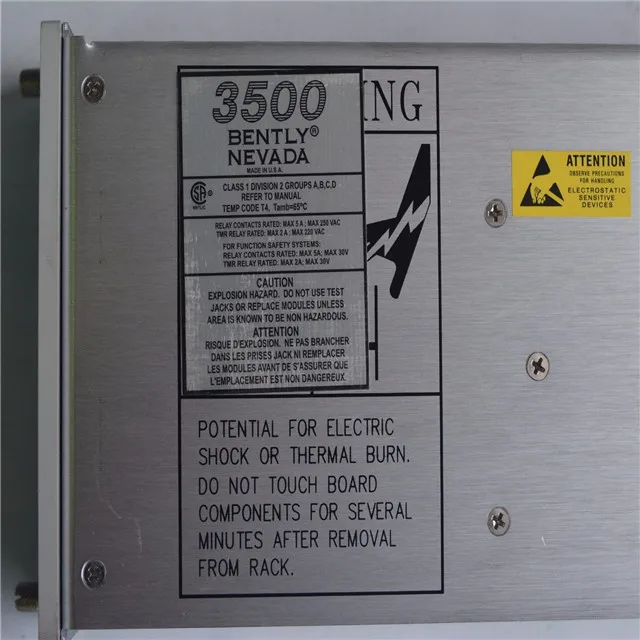 3500
BENTLY®
NEVADA
MADE IN U.S.A.
CLASS 1 DIVISION 2 GROUPS A,B,C,D
REFER TO MANUAL
TEMP CODE T4, Tamb=65°C
RELAY CONTACTS RATED: MAX 5 A ; MAX 250 VAC
TMR RELAY RATED: MAX 2 A ; MAX 220 VAC
FOR FUNCTION SAFETY SYSTEMS:
RELAY CONTACTS RATED: MAX 5A; MAX 30V
TMR RELAY RATED: MAX 2A; MAX 30V
CAUTION
EXPLOSION HAZARD. DO NOT USE TEST
JACKS OR REPLACE MODULES UNLESS
AREA IS KNOWN TO BE NON HAZARDOUS.
ATTENTION
RISQUE D'EXPLOSION. NE PAS BRANCHER
DANS LES PRISES JACK NI REMPLACER
LES MODULES AVANT DE S'ASSURER QUE
L'EMPLACEMENT EST NON DANGEREUX.
ING
POTENTIAL FOR ELECTRIC
SHOCK OR THERMAL BURN.
DO NOT TOUCH BOARD
COMPONENTS FOR SEVERAL
MINUTES AFTER REMOVAL
FROM RACK.
ATTENTION
OBSERVE PRECAUTIONS
FOR HANDLING
ELECTROSTATIC
SENSITIVE
DEVICES